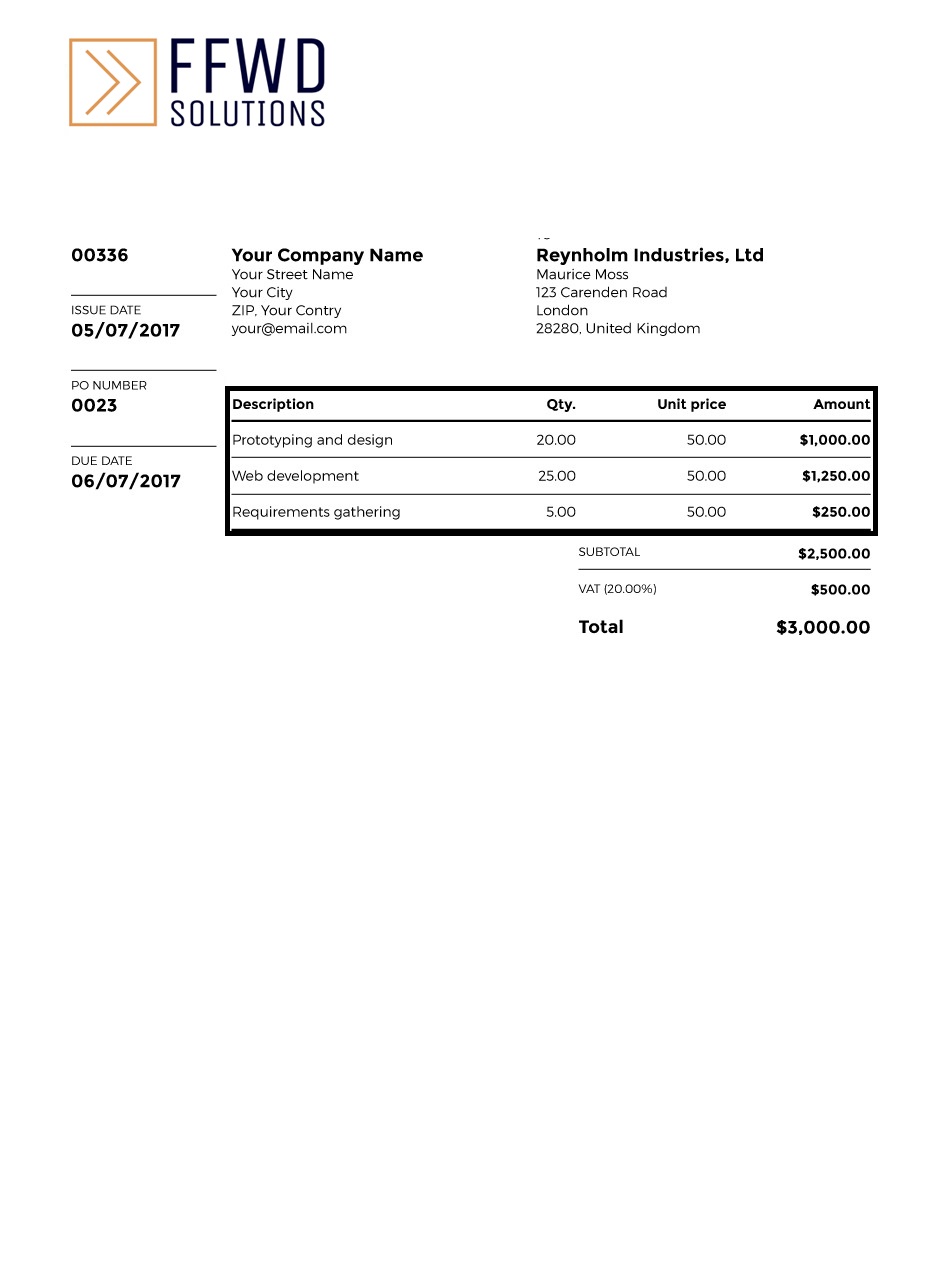 FFWD
SOLUTIONS
00336
ISSUE DATE
05/07/2017
PO NUMBER
0023
DUE DATE
06/07/2017
Your Company Name
Your Street Name
Your City
ZIP, Your Contry
your@email.com
Reynholm Industries, Ltd
Maurice Moss
123 Carenden Road
London
28280, United Kingdom
Description Qty. Unit price Amount
Prototyping and design 20.00 50.00 $1,000.00
Web development 25.00 50.00 $1,250.00
Requirements gathering 5.00 50.00 $250.00
SUBTOTAL $2,500.00
VAT (20.00%) $500.00
Total $3,000.00